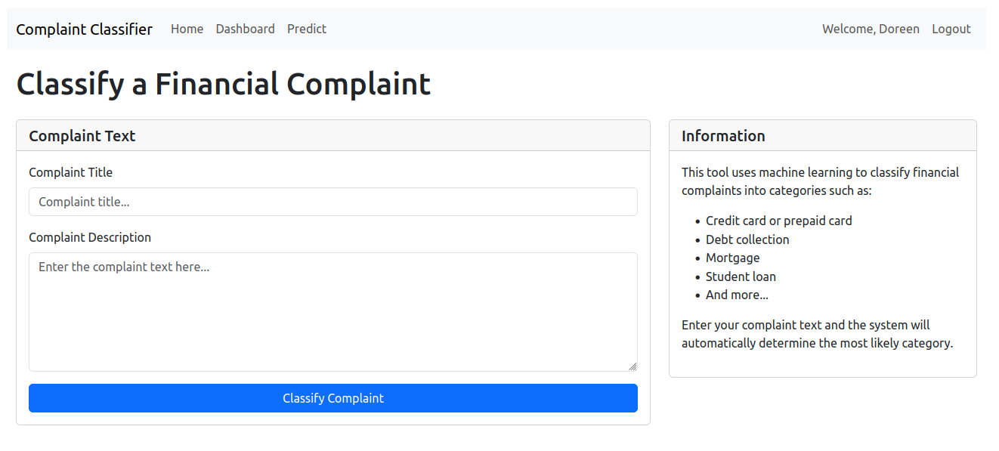 Complaint Classifier Home Dashboard Predict Welcome, Doreen Logout
Classify a Financial Complaint
Complaint Text
Complaint Title
Complaint title...
Complaint Description
Enter the complaint text here...
Classify Complaint
Information
This tool uses machine learning to classify financial
complaints into categories such as:
• Credit card or prepaid card
• Debt collection
• Mortgage
• Student loan
• And more...
Enter your complaint text and the system will
automatically determine the most likely category.